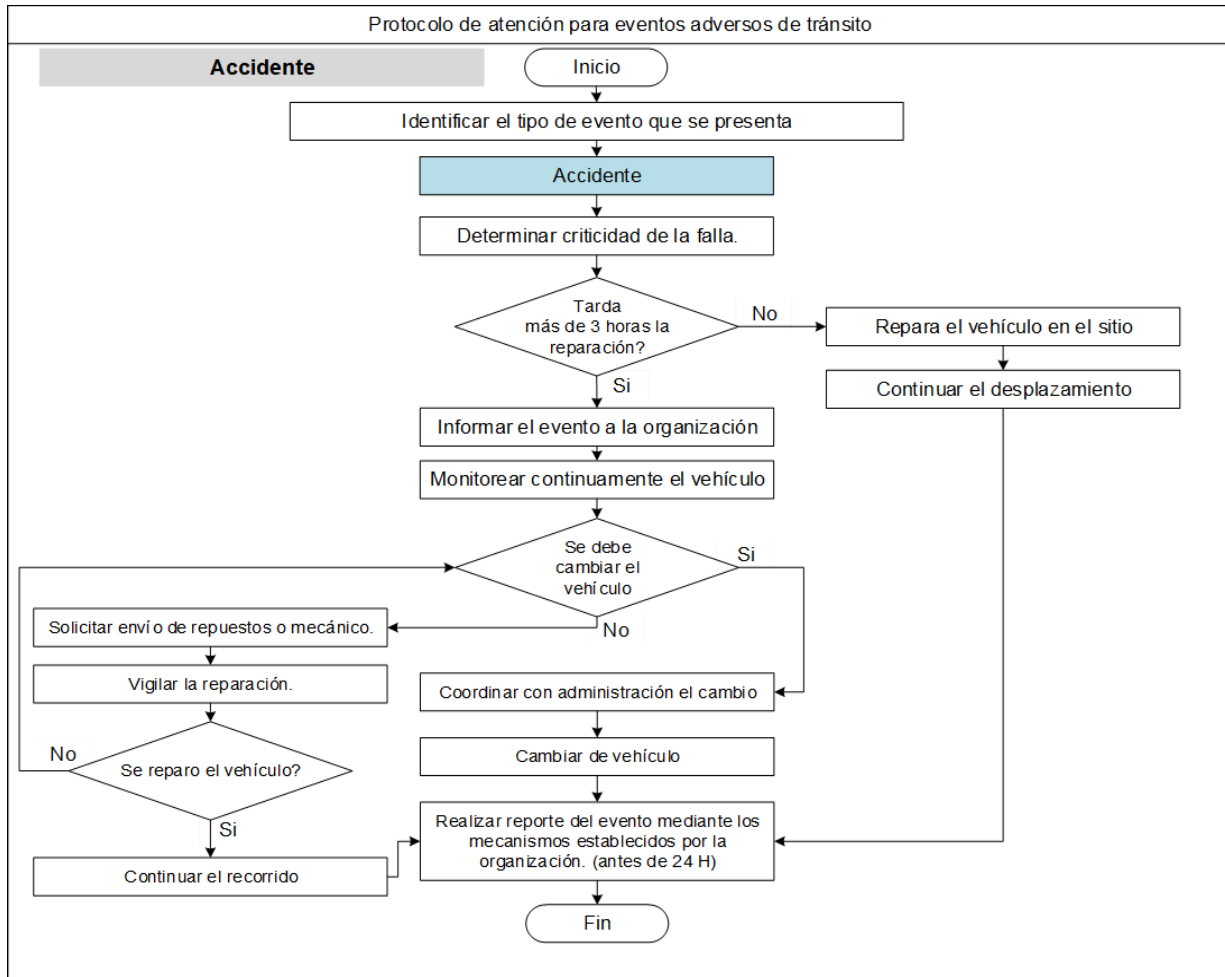 Protocolo de atención para eventos adversos de tránsito
Accidente
Inicio
Identificar el tipo de evento que se presenta
Accidente
Determinar criticidad de la falla.
Tarda
más de 3 horas la
reparación?
No
Repara el vehículo en el sitio
Continuar el desplazamiento
Si
Informar el evento a la organización
Monitorear continuamente el vehículo
Se debe
cambiar el
vehículo
Si
No
Solicitar envío de repuestos o mecánico.
Vigilar la reparación.
Coordinar con administración el cambio
No
Se reparo el vehículo?
Cambiar de vehículo
Si
Realizar reporte del evento mediante los
mecanismos establecidos por la
organización. (antes de 24 H)
Continuar el recorrido
Fin